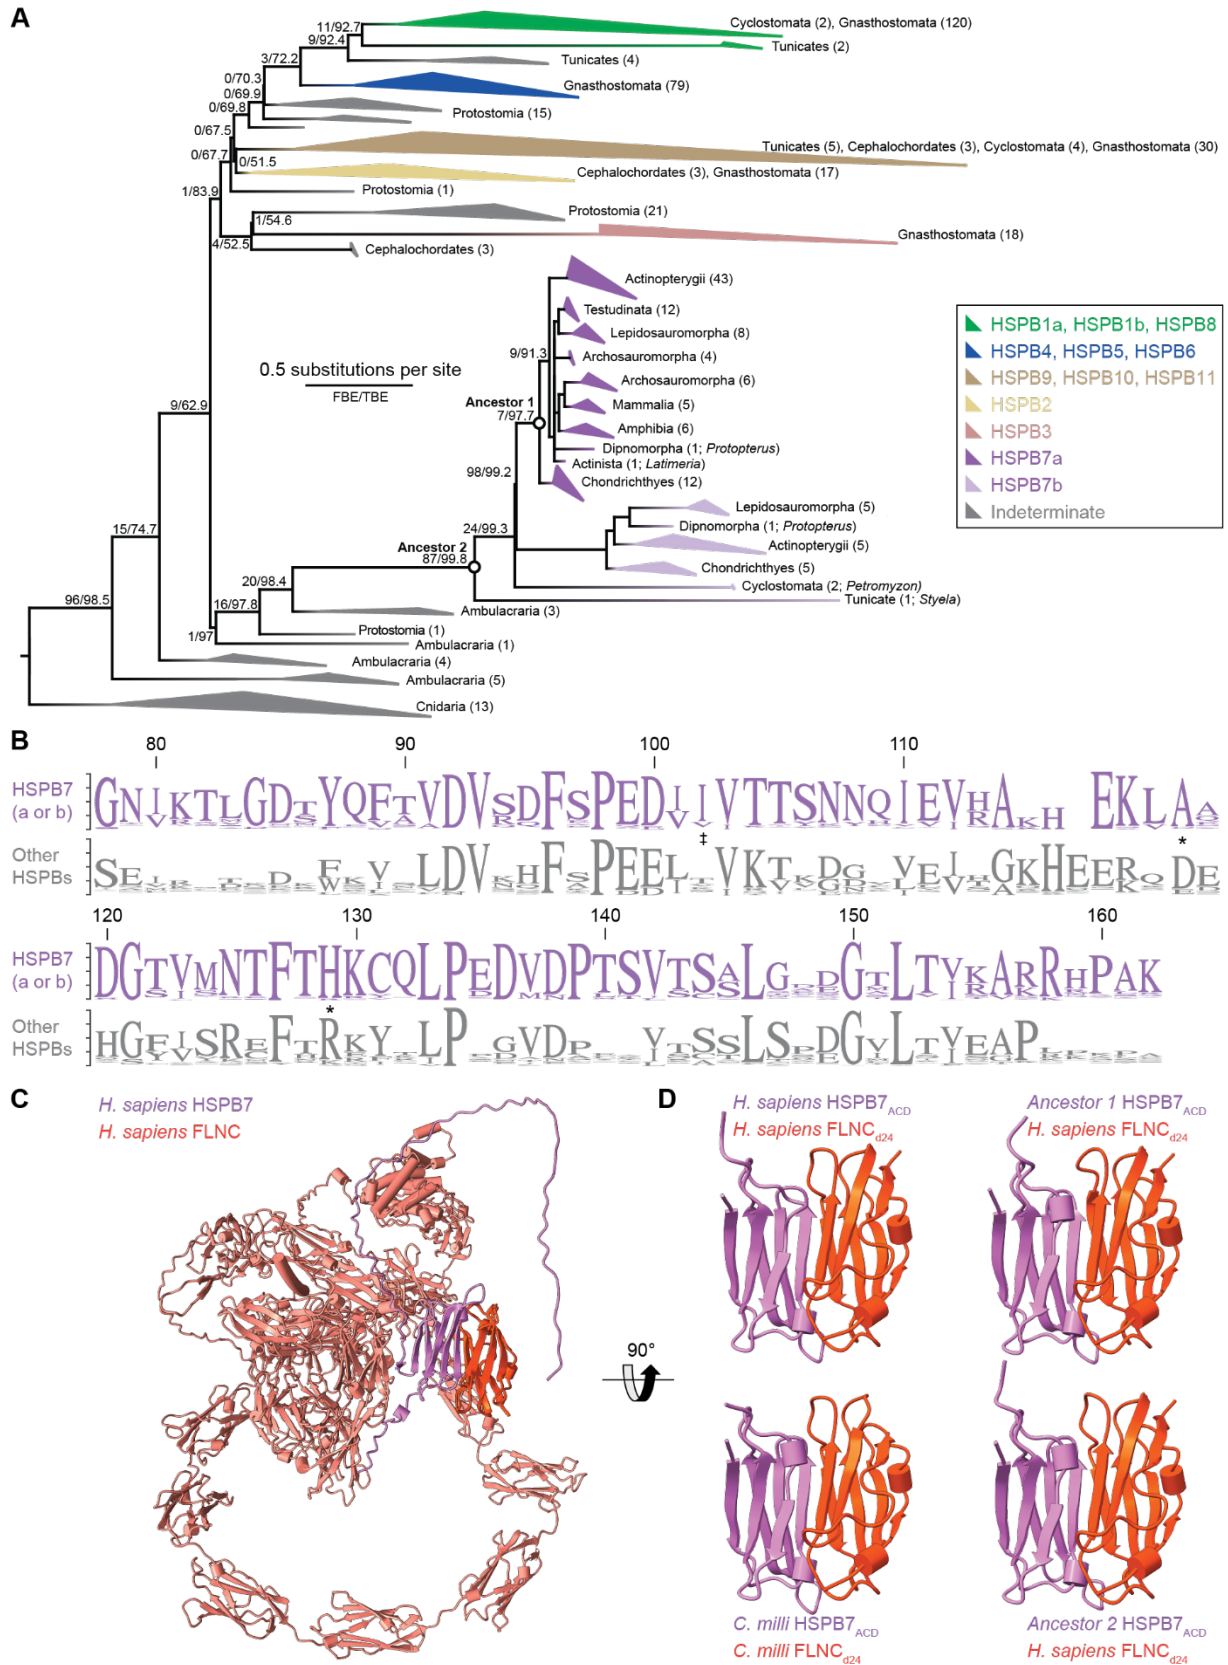 A
11/92.7
9/92.4
3/72.2
0/70.3
0/69.9
0/69.8
0/67.5
0/67.7
0/51.5
1/83.9
1/54.6
4/52.5
Cyclostomata (2), Gnasthostomata (120)
Tunicates (2)
Tunicates (4)
Gnasthostomata (79)
Protostomia (15)
Tunicates (5), Cephalochordates (3), Cyclostomata (4), Gnasthostomata (30)
Cephalochordates (3), Gnasthostomata (17)
Protostomia (1)
Protostomia (21)
Gnasthostomata (18)
Cephalochordates (3)
Actinopterygii (43)
Testudinata (12)
Lepidosauromorpha (8)
9/91.3
Archosauromorpha (4)
0.5 substitutions per site
FBE/TBE
Archosauromorpha (6)
Ancestor 1
7/97.7
Mammalia (5)
9/62.9
Amphibia (6)
Dipnomorpha (1; Protopterus)
Actinista (1; Latimeria)
98/99.2
Chondrichthyes (12)
Lepidosauromorpha (5)
Dipnomorpha (1; Protopterus)
24/99.3
15/74.7
Actinopterygii (5)
Ancestor 2
87/99.8
Chondrichthyes (5)
20/98.4
Cyclostomata (2; Petromyzon)
Tunicate (1; Styela)
96/98.5
16/97.8
Ambulacraria (3)
1/97
Protostomia (1)
Ambulacraria (1)
Ambulacraria (4)
Ambulacraria (5)
Cnidaria (13)
HSPB1a, HSPB1b, HSPB8
HSPB4, HSPB5, HSPB6
HSPB9, HSPB10, HSPB11
HSPB2
HSPB3
HSPB7a
HSPB7b
Indeterminate
B
80 90 100 110
HSPB7
(a or b)
GNIKTLGDTYQFTVDVSDFSPEDIIVTTSNNQIEVHAKH EKLAA
‡ *
Other
HSPBs
120 130 140 150 160
HSPB7
(a or b)
DGTVMNTFTHKCQLPEDVDPTSVTSALG DGTLTYKARRHPAK
*
Other
HSPBs
C
H. sapiens HSPB7
H. sapiens FLNC
90°
D
H. sapiens HSPB7ACD
H. sapiens FLNCd24
Ancestor 1 HSPB7ACD
H. sapiens FLNCd24
C. milli HSPB7ACD
C. milli FLNCd24
Ancestor 2 HSPB7ACD
H. sapiens FLNCd24